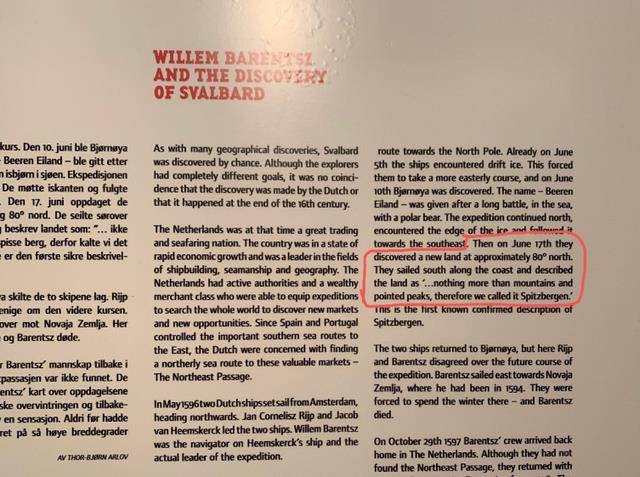 WILLEM BARENTSZ
AND THE DISCOVERY
OF SVALBARD
kurs. Den 10. juni ble Bjørnøya
Beeren Eiland – ble gitt etter
isbjørn i sjøen. Ekspedisjonen
De møtte iskanten og fulgte
Den 17. juni oppdaget de
80° nord. De seilte sørover
beskrev landet som: "... ikke
spisse berg, derfor kalte vi det
er den første sikre beskrivel-
skilte de to skipene lag. Rijp
enige om den videre kursen.
over mot Novaja Zemlja. Her
og Barentsz døde.
Barentsz' mannskap tilbake i
passasjen var ikke funnet. De
kart over oppdagelsene
overvintringen og tilbake-
en sensasjon. Aldri før hadde
på så høye breddegrader
AV THOR-BJØRN ARLOV
As with many geographical discoveries, Svalbard
was discovered by chance. Although the explorers
had completely different goals, it was no coinci-
dence that the discovery was made by the Dutch or
that it happened at the end of the 16th century.
The Netherlands was at that time a great trading
and seafaring nation. The country was in a state of
rapid economic growth and was a leader in the fields
of shipbuilding, seamanship and geography. The
Netherlands had active authorities and a wealthy
merchant class who were able to equip expeditions
to search the whole world to discover new markets
and new opportunities. Since Spain and Portugal
controlled the important southern sea routes to
the East, the Dutch were concerned with finding
a northerly sea route to these valuable markets –
The Northeast Passage.
In May 1596 two Dutch ships set sail from Amsterdam,
heading northwards. Jan Cornelisz Rijp and Jacob
van Heemskerck led the two ships. Willem Barentsz
was the navigator on Heemskerck's ship and the
actual leader of the expedition.
route towards the North Pole. Already on June
5th the ships encountered drift ice. This forced
them to take a more easterly course, and on June
10th Bjørnøya was discovered. The name – Beeren
Eiland – was given after a long battle, in the sea,
with a polar bear. The expedition continued north,
encountered the edge of the ice and followed it
towards the southeast. Then on June 17th they
discovered a new land at approximately 80° north.
They sailed south along the coast and described
the land as '...nothing more than mountains and
pointed peaks, therefore we called it Spitzbergen.'
This is the first known confirmed description of
Spitzbergen.
The two ships returned to Bjørnøya, but here Rijp
and Barentsz disagreed over the future course of
the expedition. Barentsz sailed east towards Novaja
Zemlja, where he had been in 1594. They were
forced to spend the winter there – and Barentsz
died.
On October 29th 1597 Barentsz' crew arrived back
home in The Netherlands. Although they had not
found the Northeast Passage, they returned with